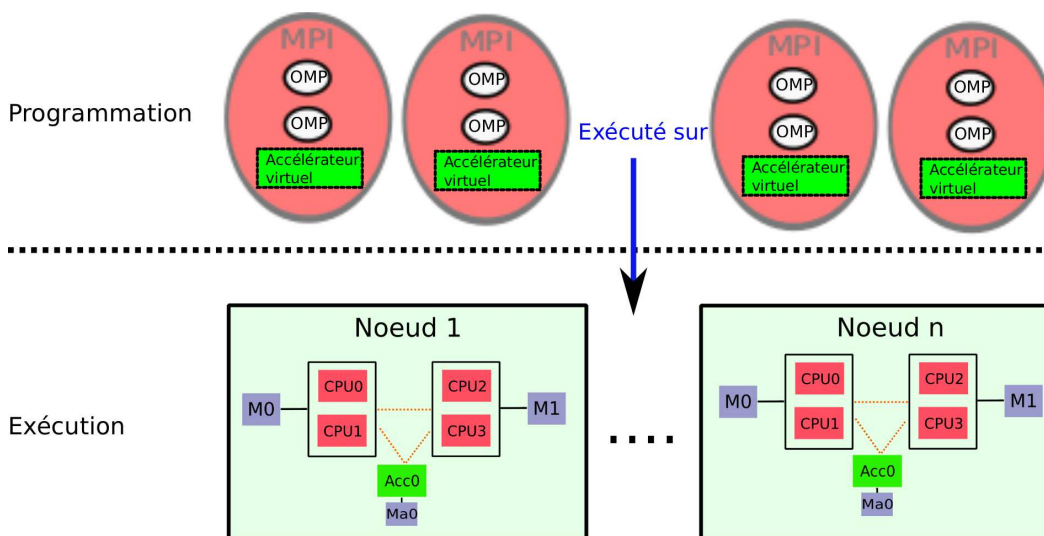 MPI
OMP
OMP
Accélérateur
virtuel
MPI
OMP
OMP
Accélérateur
virtuel
MPI
OMP
OMP
Accélérateur
virtuel
MPI
OMP
OMP
Accélérateur
virtuel
Programmation
Exécuté sur
Exécution
Noeud 1
M0
CPU0
CPU1
CPU2
CPU3
M1
Acc0
Ma0
....
Noeud n
M0
CPU0
CPU1
CPU2
CPU3
M1
Acc0
Ma0